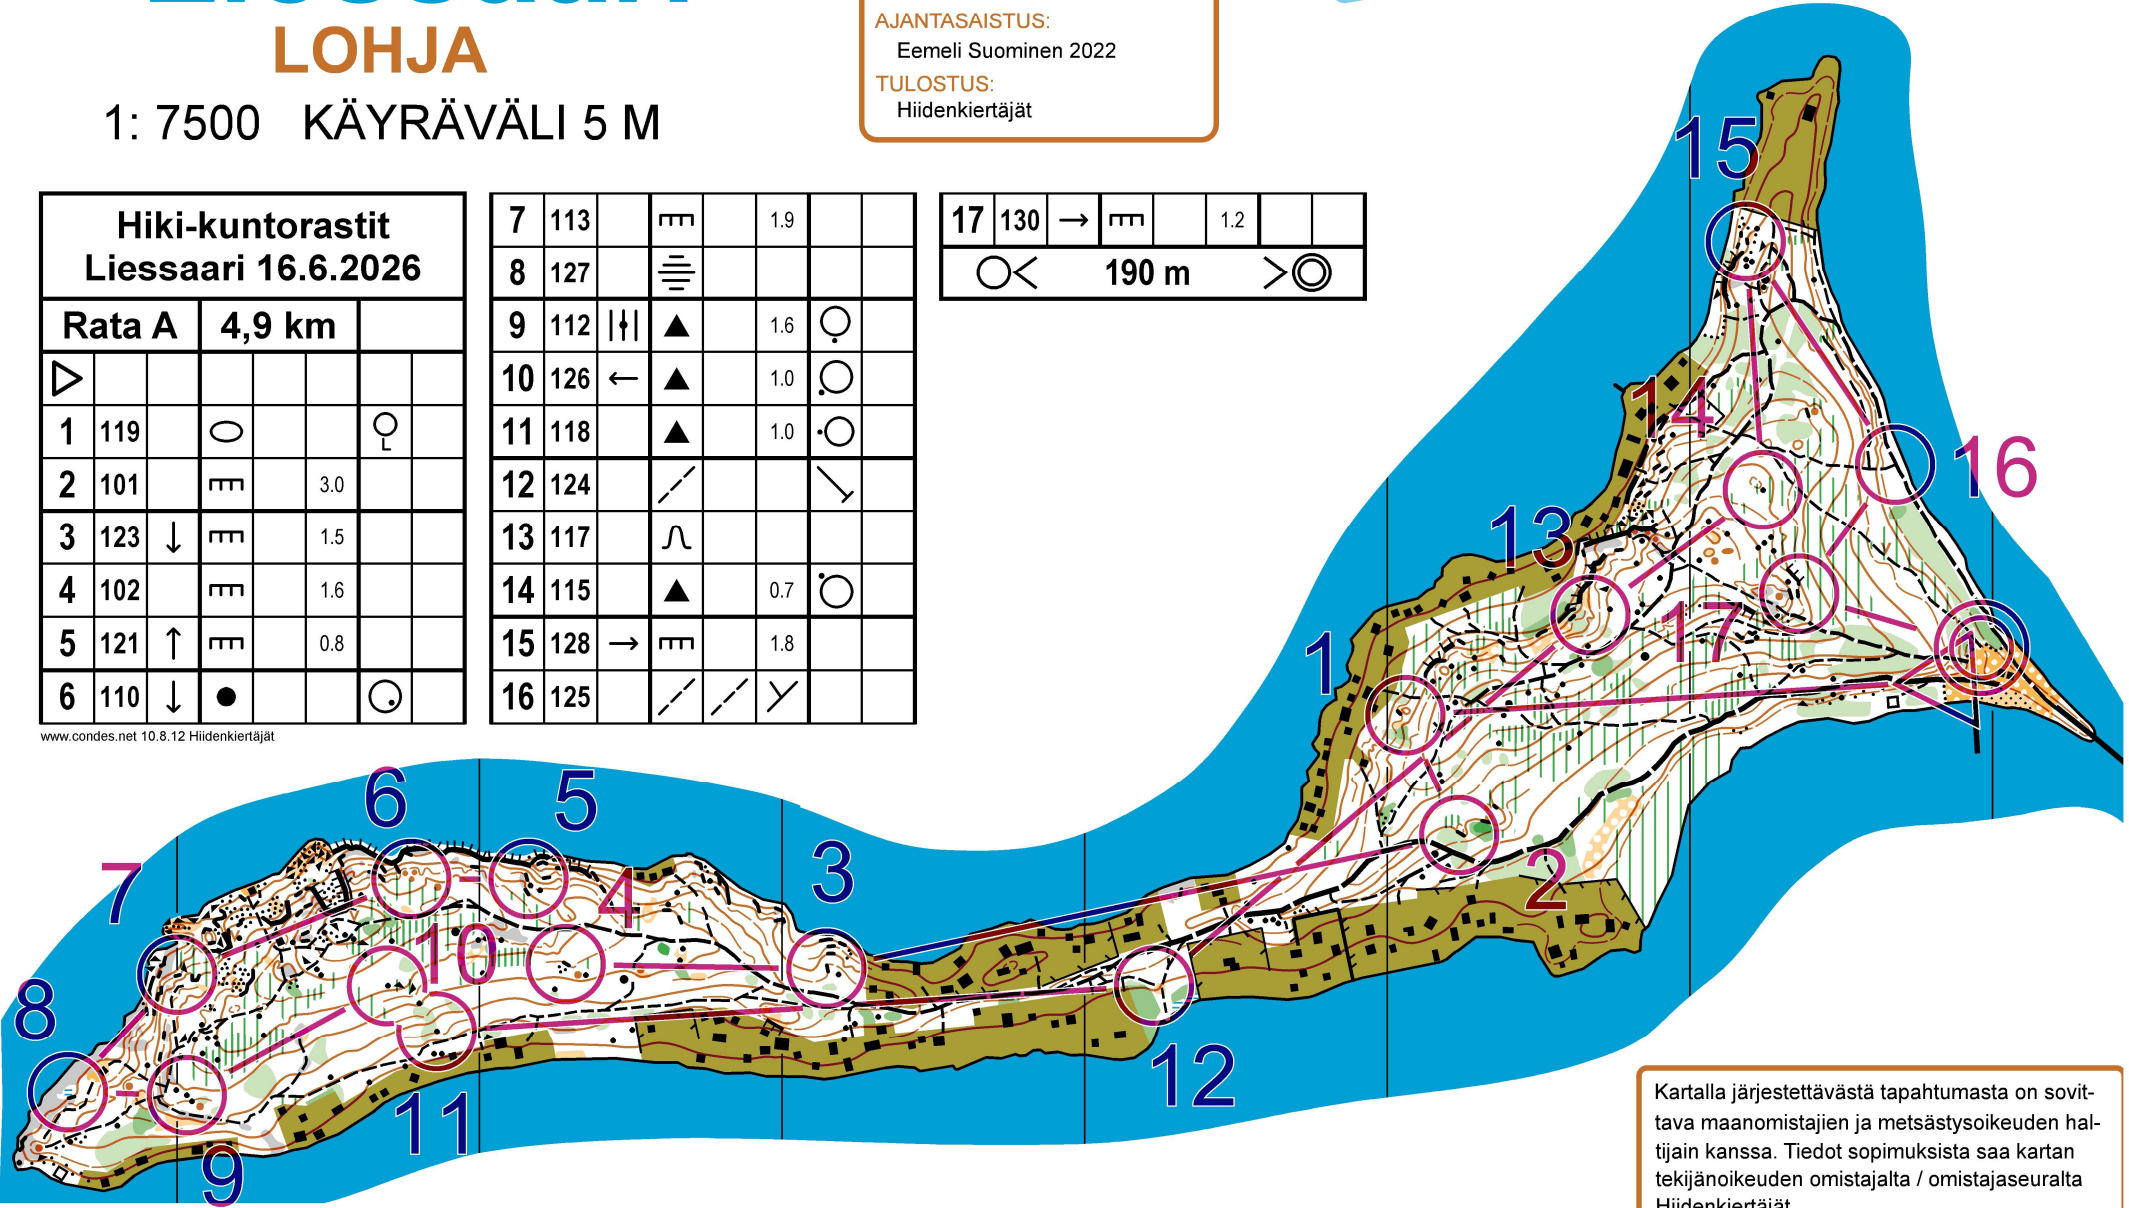 LOHJA
1: 7500 KÄYRÄVÄLI 5 M
AJANTASAISTUS:
Eemeli Suominen 2022
TULOSTUS:
Hiidenkiertäjät
Hiki-kuntorastit
Liessaari 16.6.2026
Rata A 4,9 km
1 119
2 101 3.0
3 123 1.5
4 102 1.6
5 121 0.8
6 110
www.condes.net 10.8.12 Hiidenkiertäjät
7 113 1.9
8 127
9 112 1.6
10 126 1.0
11 118 1.0
12 124
13 117
14 115 0.7
15 128 1.8
16 125
17 130 1.2
190 m
15
14
16
13
17
1
1
2
3
4
5
6
7
8
9
10
11
12
Kartalla järjestettävästä tapahtumasta on sovit-
tava maanomistajien ja metsästysoikeuden hal-
tijain kanssa. Tiedot sopimuksista saa kartan
tekijänoikeuden omistajalta / omistajaseuralta
Hiidenkiertäjät